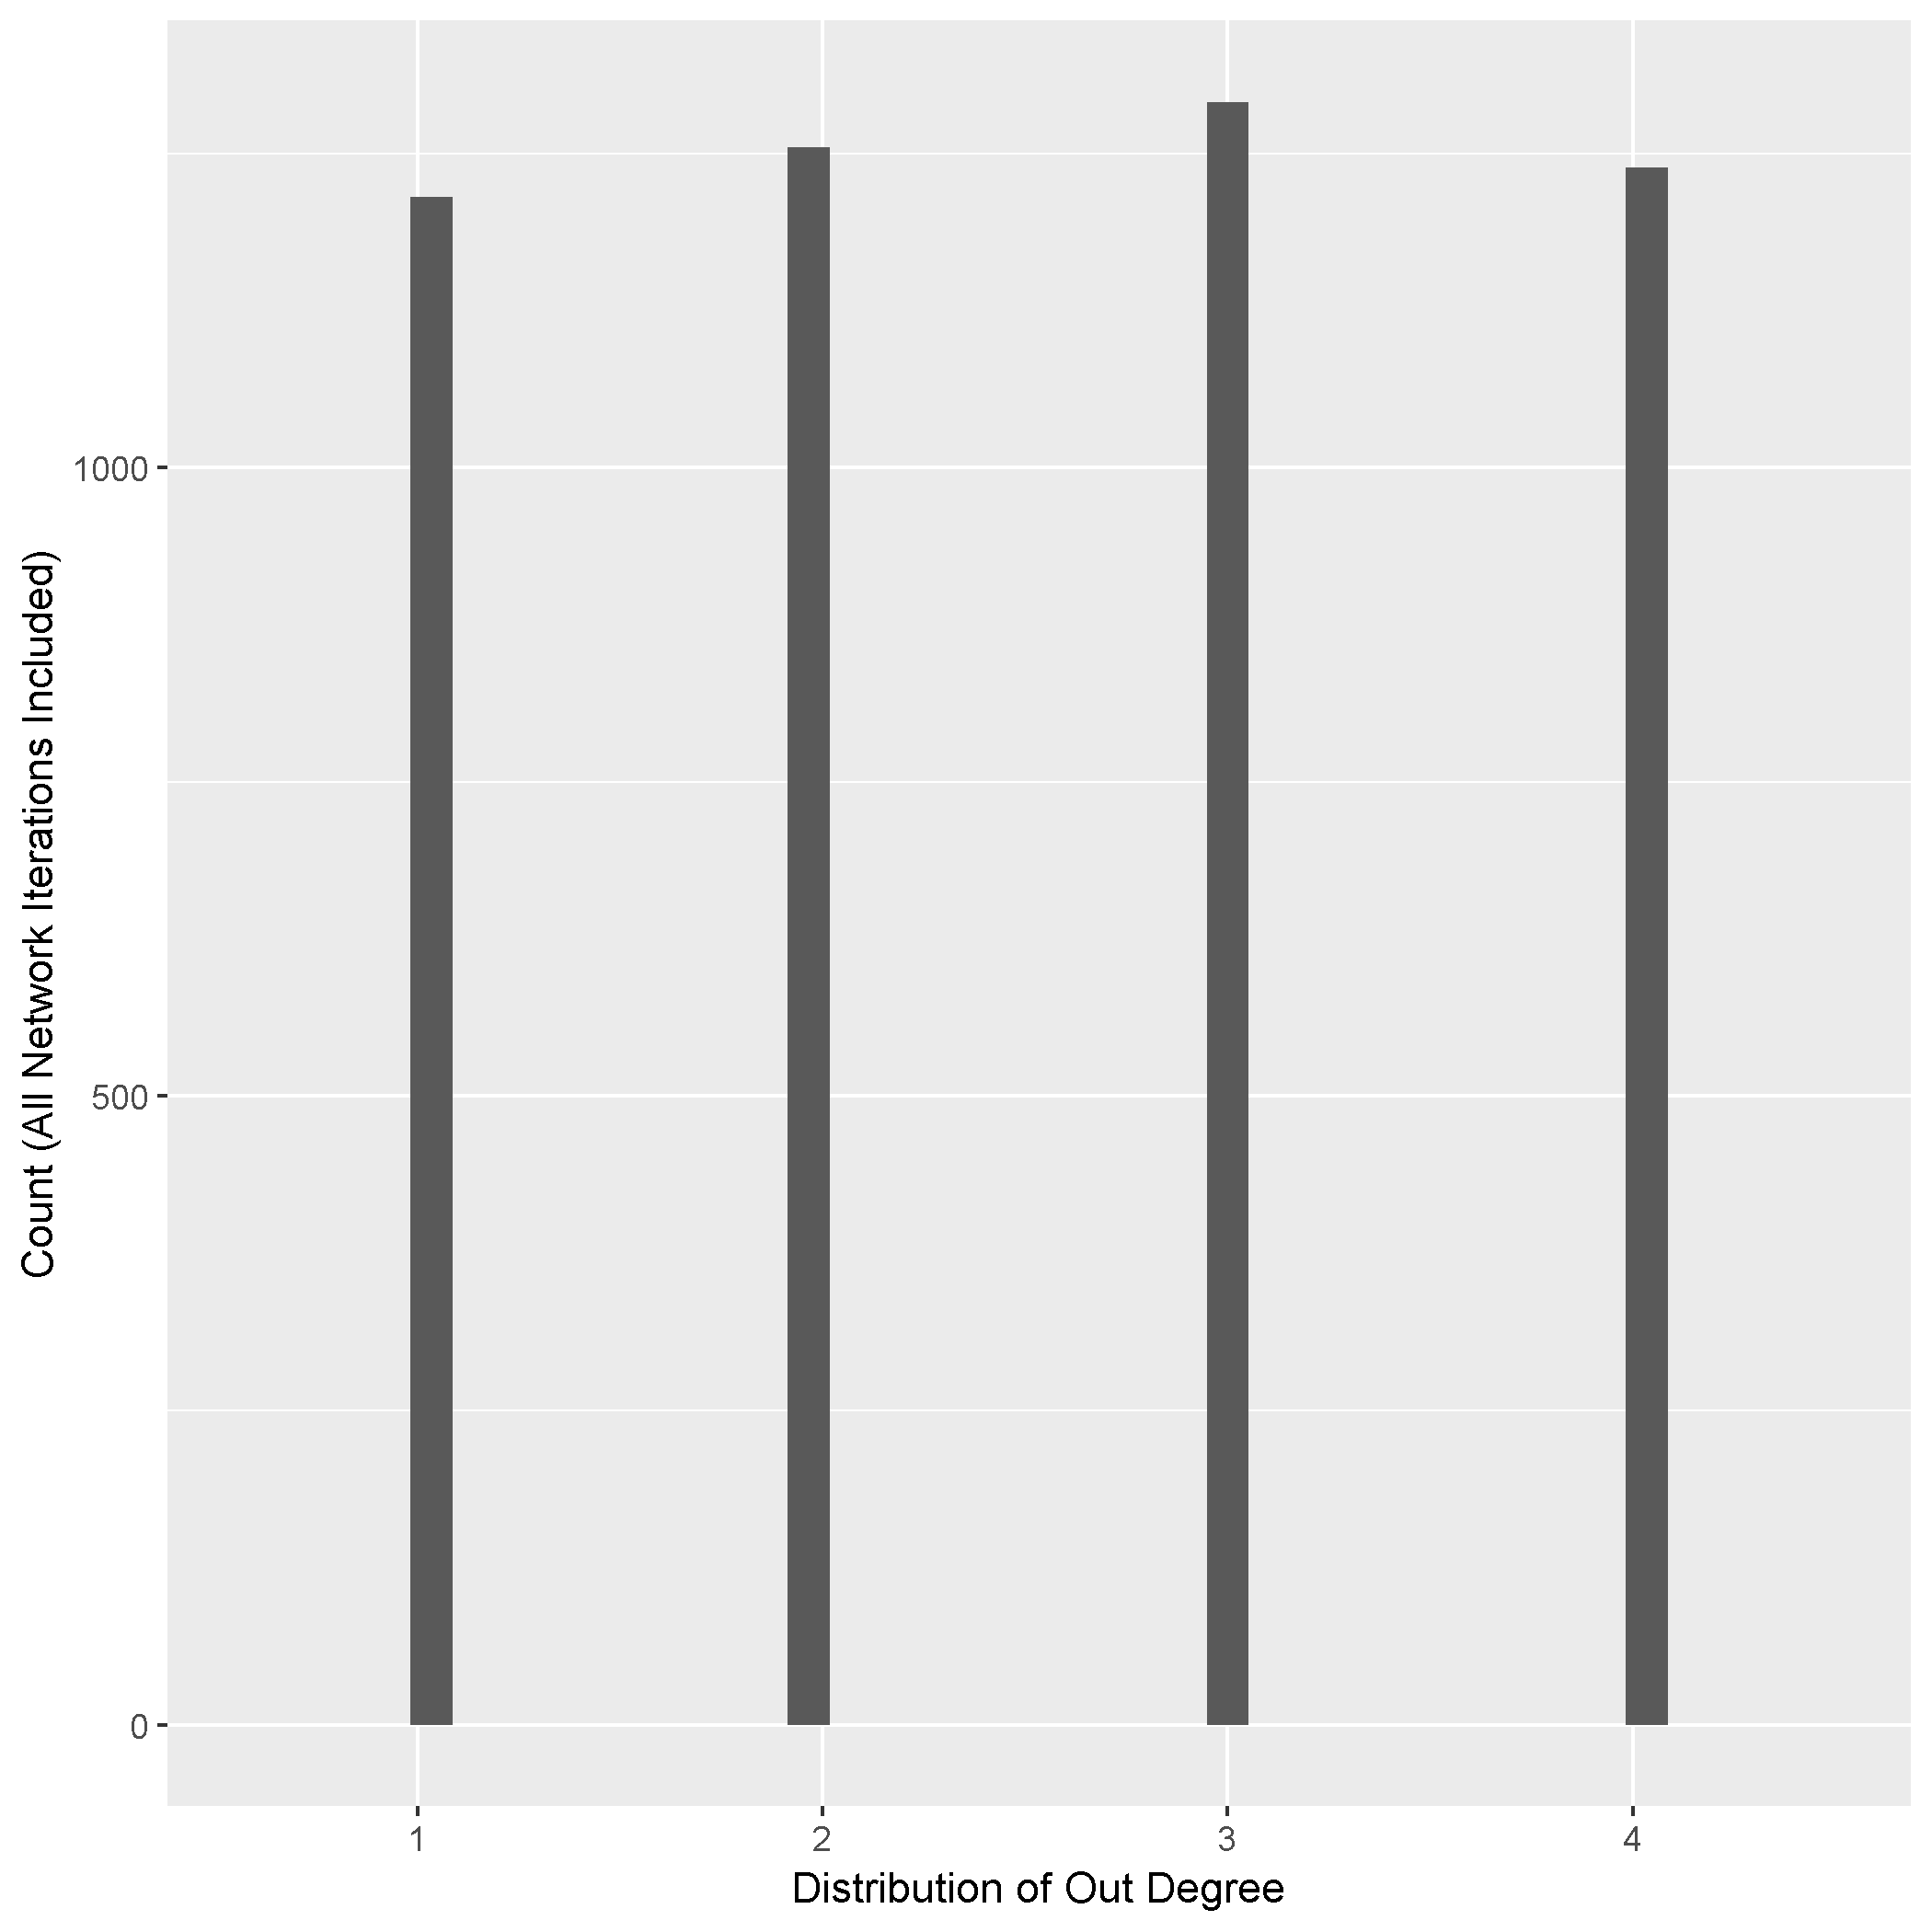 Count (All Network Iterations Included)
1000
500
0
1 2 3 4
Distribution of Out Degree